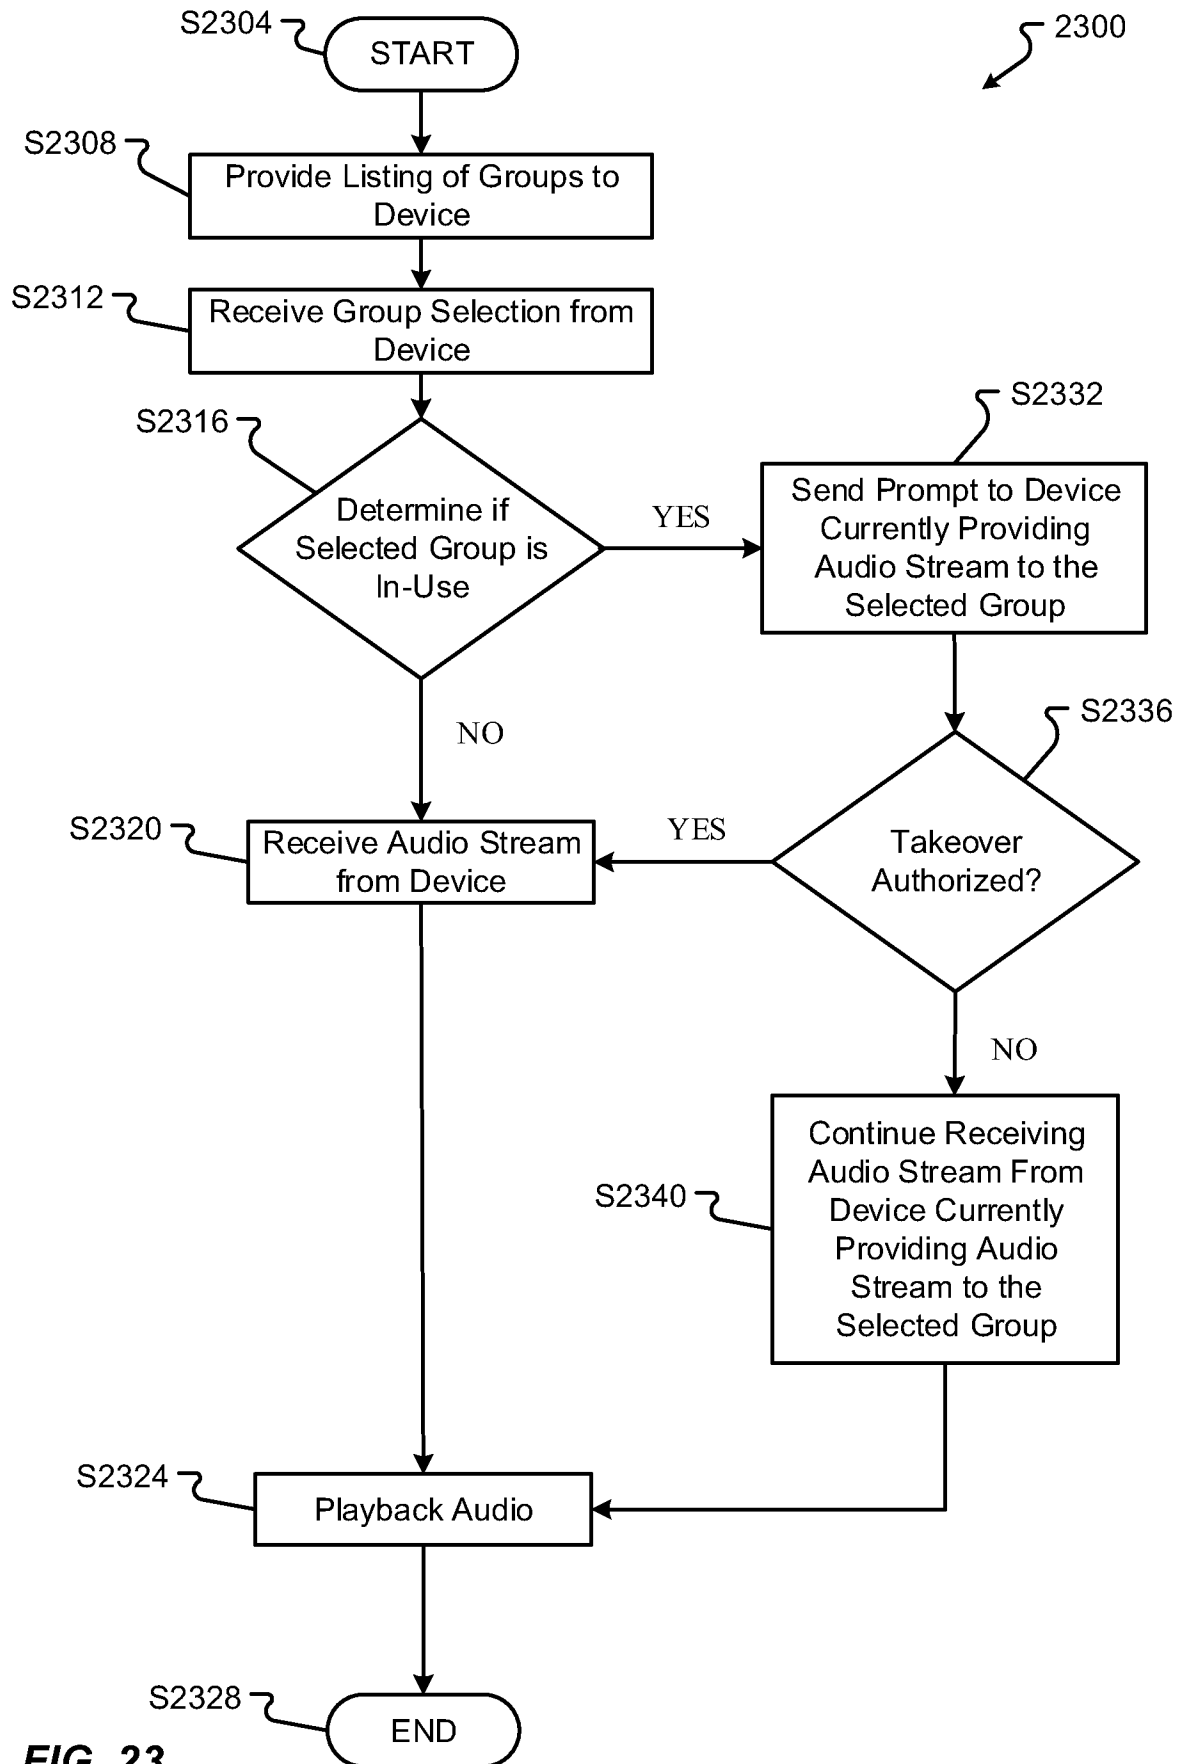 S2304
START
2300
S2308
Provide Listing of Groups to
Device
S2312
Receive Group Selection from
Device
S2316
Determine if
Selected Group is
In-Use
YES
S2332
Send Prompt to Device
Currently Providing
Audio Stream to the
Selected Group
NO
S2336
S2320
Receive Audio Stream
from Device
YES
Takeover
Authorized?
NO
S2340
Continue Receiving
Audio Stream From
Device Currently
Providing Audio
Stream to the
Selected Group
S2324
Playback Audio
S2328
END
FIG. 23